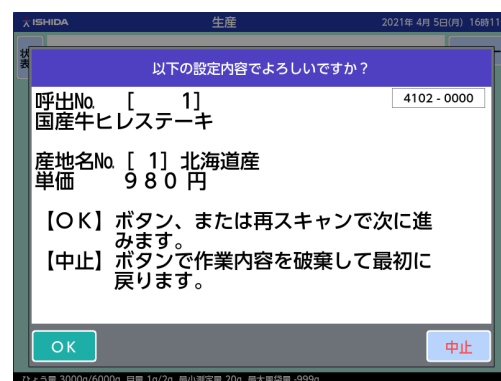 ISHIDA 生産 2021年 4月 5日(月) 16時11
状
表
以下の設定内容でよろしいですか？
4102 - 0000
呼出No. [ 1]
国産牛ヒレステーキ
産地名No. [ 1] 北海道産
単価 ９８０ 円
【ＯＫ】ボタン、または再スキャンで次に進
みます。
【中止】ボタンで作業内容を破棄して最初に
戻ります。
OK 中止
ひょう量 3000g/6000g 目量 1g/2g 最小測定量 20g 最大風袋量 -999g